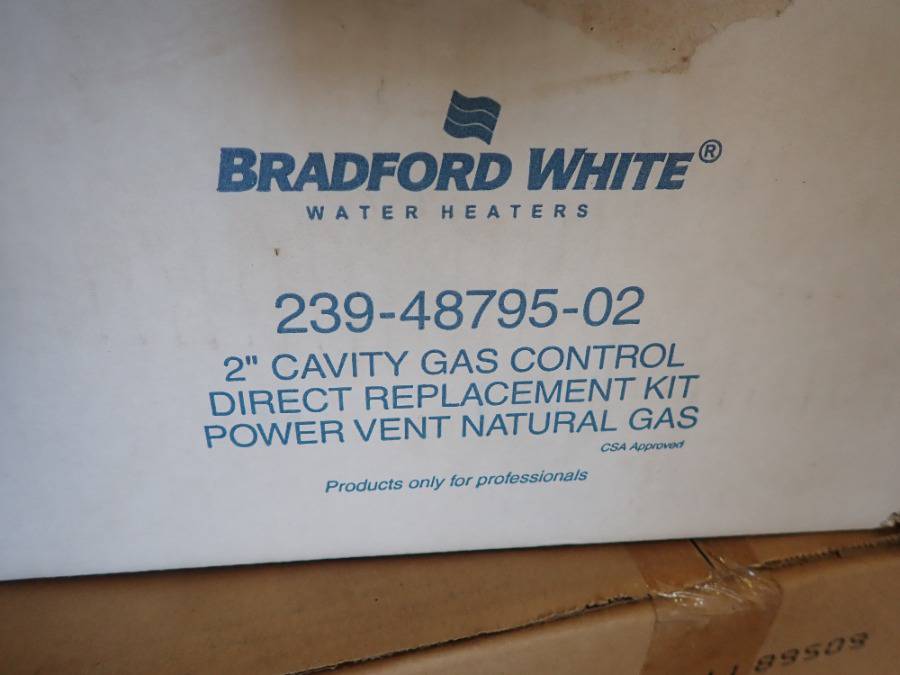 BRADFORD WHITE®
WATER HEATERS
239-48795-02
2" CAVITY GAS CONTROL
DIRECT REPLACEMENT KIT
POWER VENT NATURAL GAS
CSA Approved
Products only for professionals